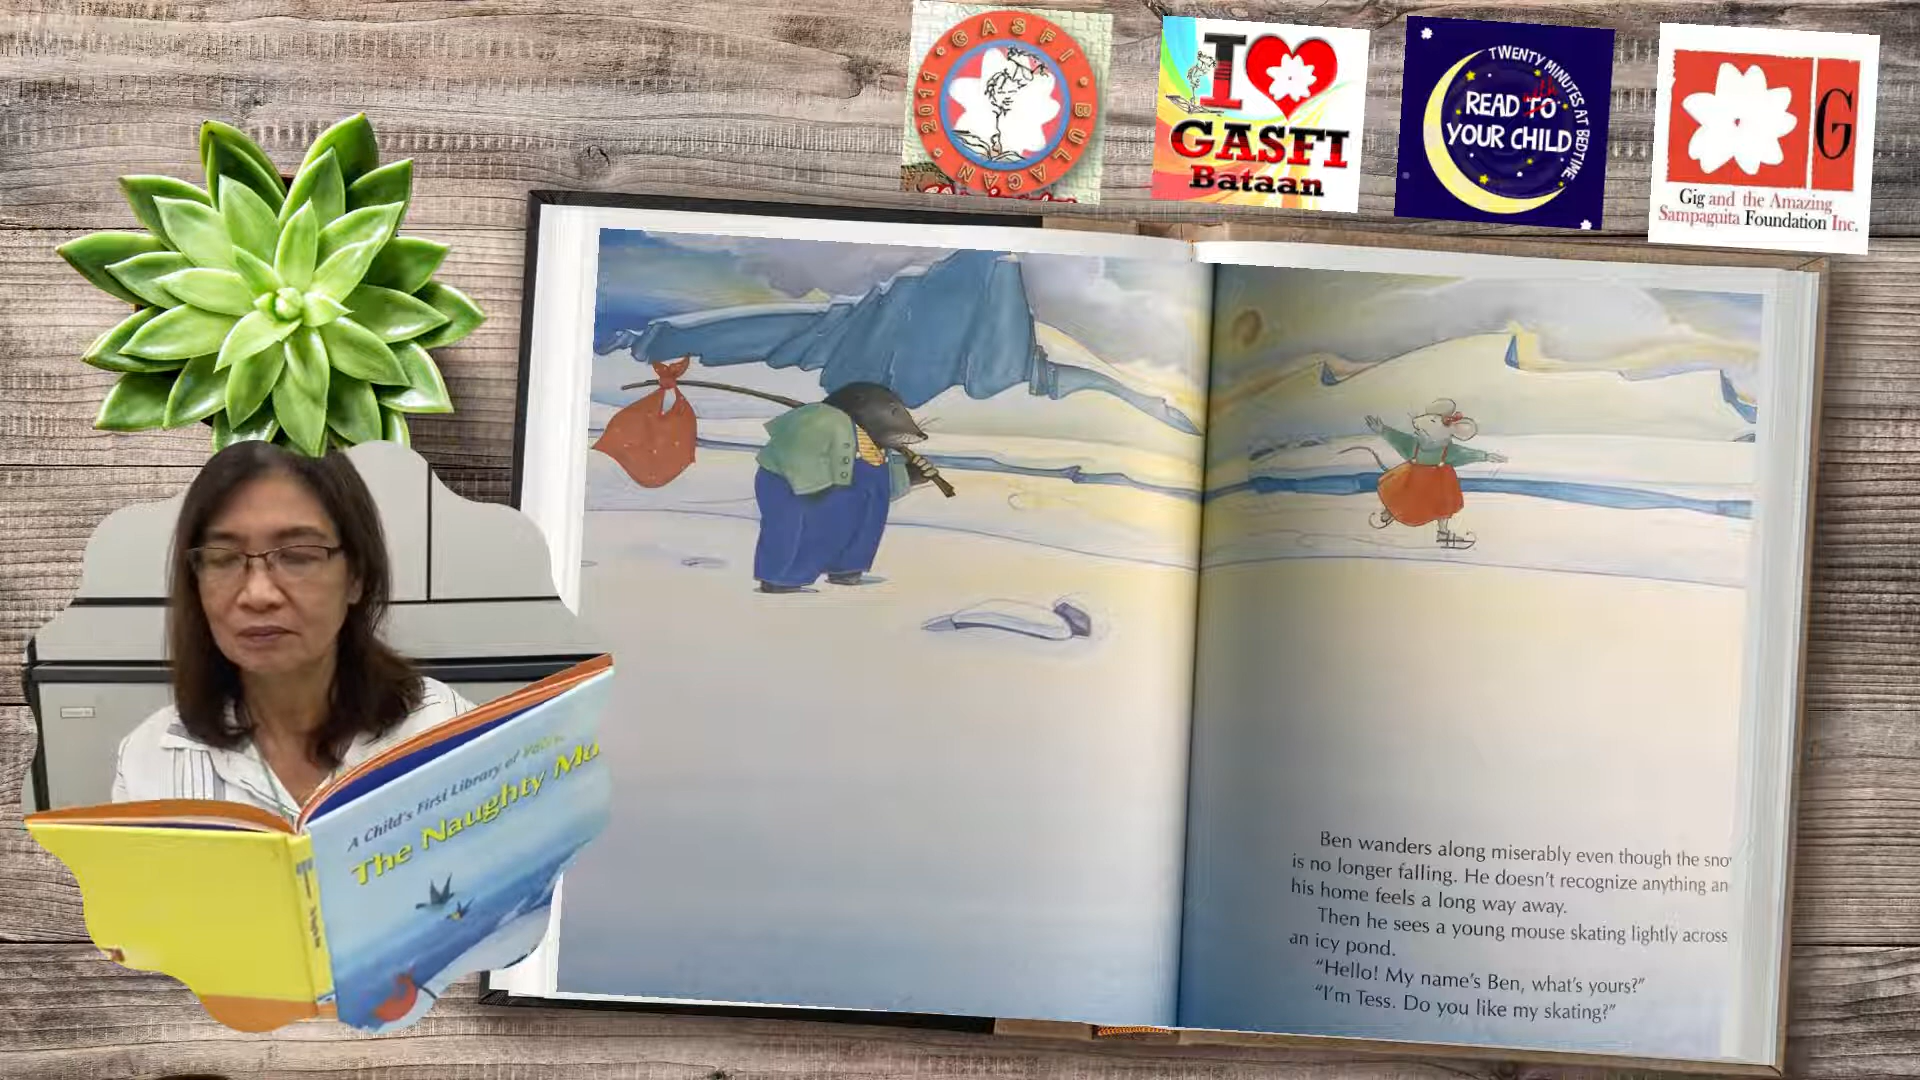 GASFI • BULACAN • 2011 •
I
GASFI
Bataan
TWENTY MINUTES AT BEDTIME
with
READ TO
YOUR CHILD
G
Gig and the Amazing
Sampaguita Foundation Inc.
A Child's First Library of
The Naughty
Ben wanders along miserably even though the sno
is no longer falling. He doesn't recognize anything an
his home feels a long way away.
Then he sees a young mouse skating lightly across
an icy pond.
"Hello! My name's Ben, what's yours?"
"I'm Tess. Do you like my skating?"